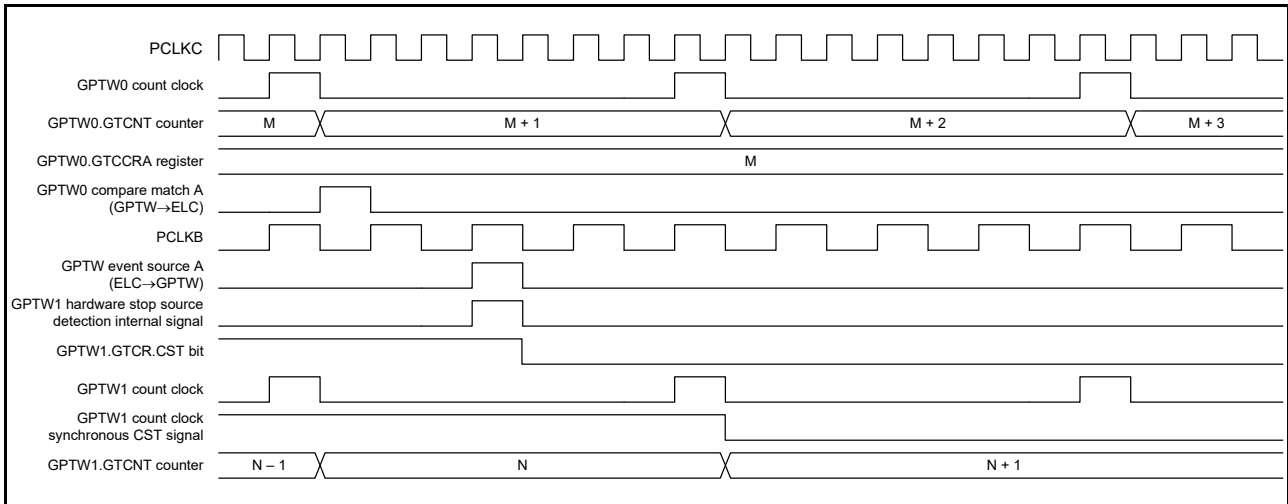 PCLKC
GPTW0 count clock
GPTW0.GTCNT counter
M
M + 1
M + 2
M + 3
GPTW0.GTCCRA register
M
GPTW0 compare match A
(GPTW→ELC)
PCLKB
GPTW event source A
(ELC→GPTW)
GPTW1 hardware stop source
detection internal signal
GPTW1.GTCR.CST bit
GPTW1 count clock
GPTW1 count clock
synchronous CST signal
GPTW1.GTCNT counter
N – 1
N
N + 1